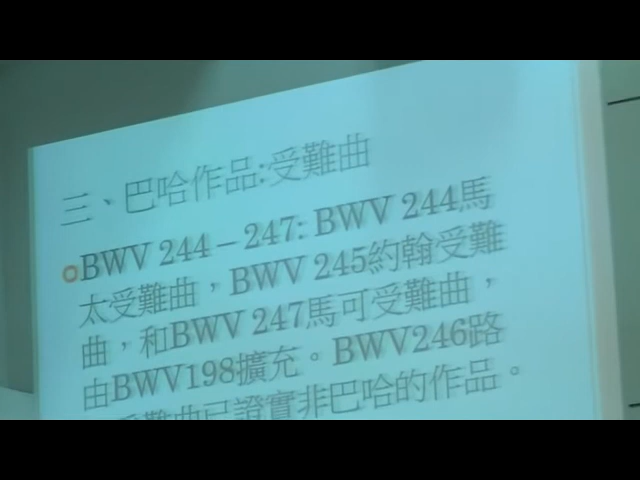 三、巴哈作品:受難曲
BWV 244 – 247: BWV 244馬
太受難曲，BWV 245約翰受難
曲，和BWV 247馬可受難曲，
由BWV198擴充。BWV246路
受難曲已證實非巴哈的作品。